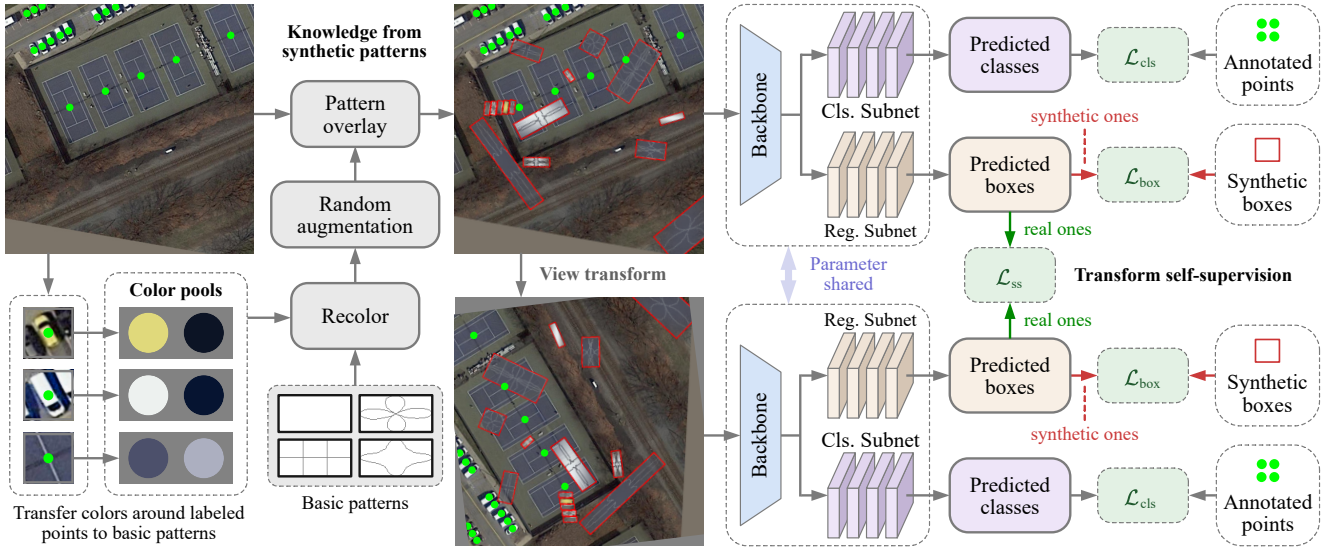 Knowledge from
synthetic patterns
Pattern
overlay
Random
augmentation
Recolor
Color pools
Transfer colors around labeled
points to basic patterns
Basic patterns
View transform
Backbone
Cls. Subnet
Reg. Subnet
Predicted
classes
Predicted
boxes
ℒcls
ℒbox
Annotated
points
synthetic ones
Synthetic
boxes
real ones
ℒss
Transform self-supervision
Parameter
shared
real ones
Backbone
Reg. Subnet
Cls. Subnet
Predicted
boxes
Predicted
classes
ℒbox
ℒcls
synthetic ones
Synthetic
boxes
Annotated
points